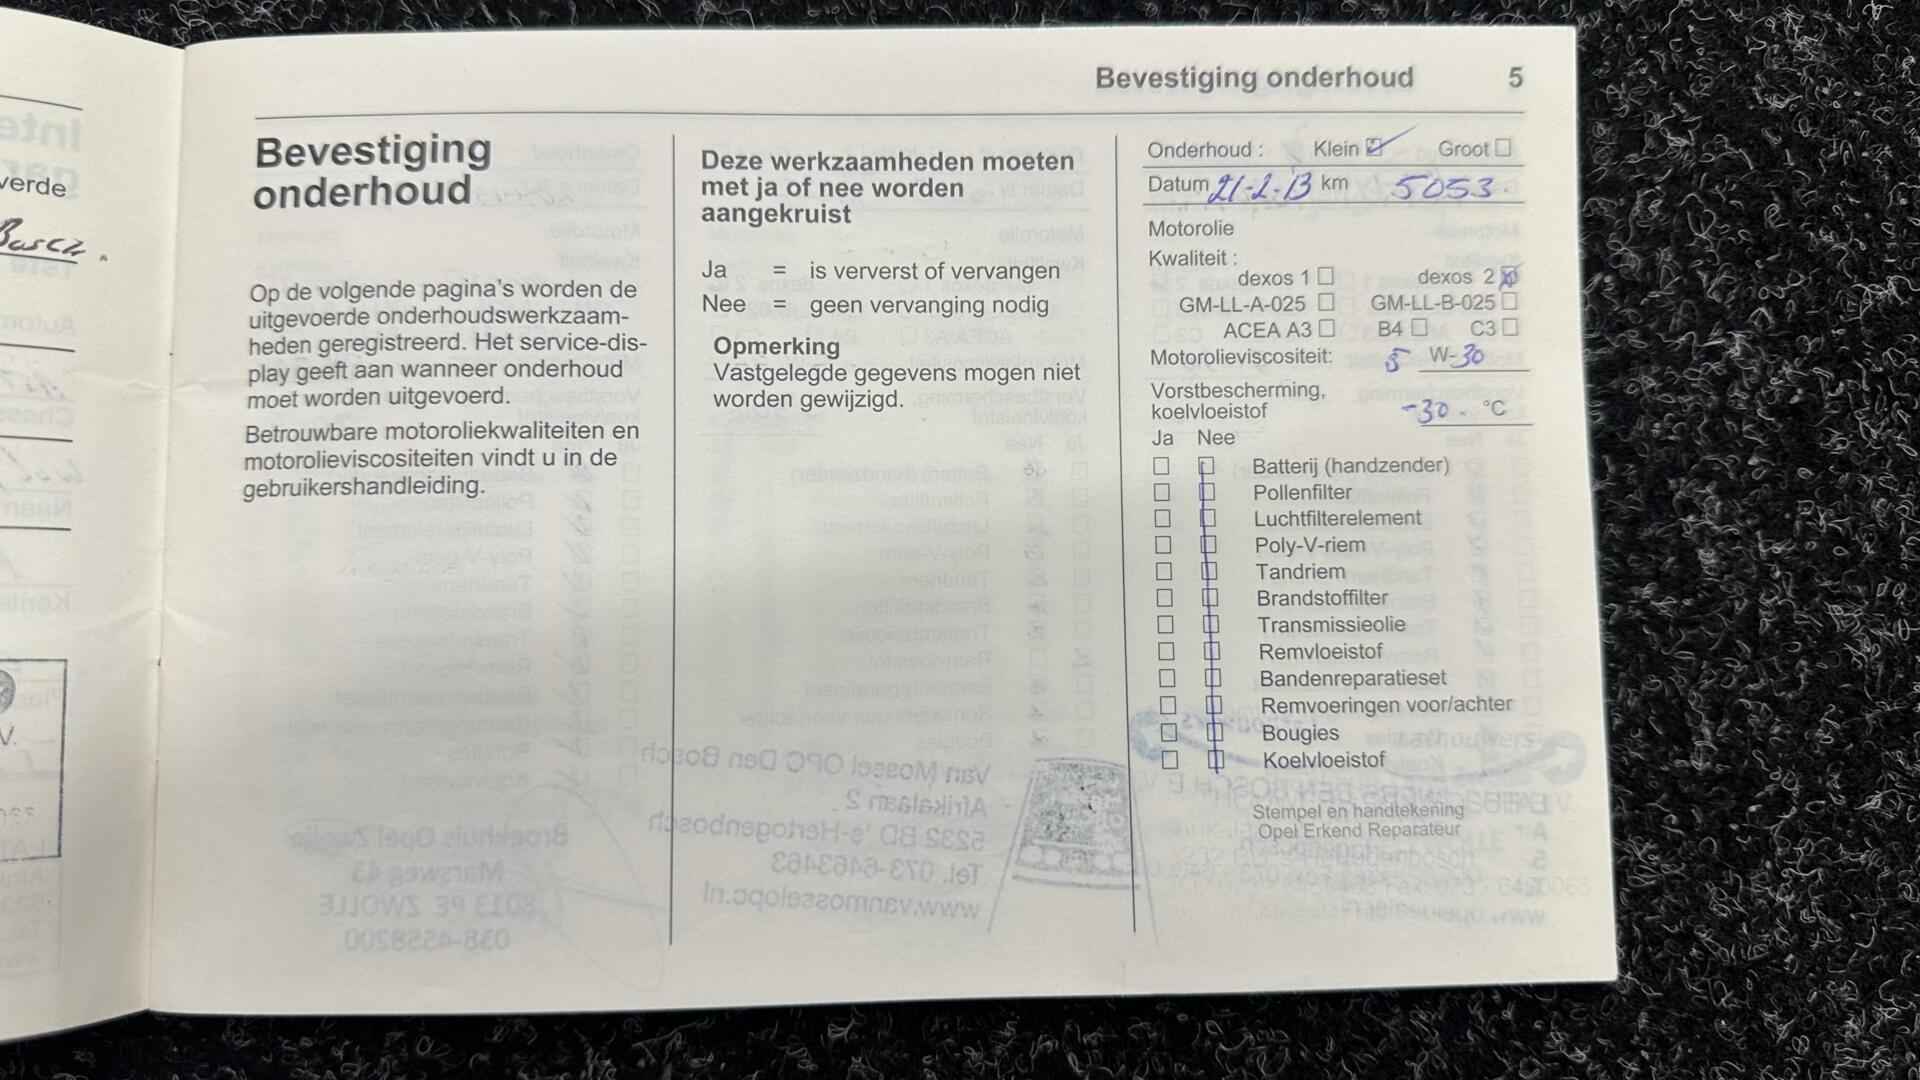 Bevestiging onderhoud 5
verde
Bosch.
V.
Bevestiging
onderhoud
Op de volgende pagina's worden de
uitgevoerde onderhoudswerkzaam-
heden geregistreerd. Het service-dis-
play geeft aan wanneer onderhoud
moet worden uitgevoerd.
Betrouwbare motoroliekwaliteiten en
motorolieviscositeiten vindt u in de
gebruikershandleiding.
Deze werkzaamheden moeten
met ja of nee worden
aangekruist
Ja = is ververst of vervangen
Nee = geen vervanging nodig
Opmerking
Vastgelegde gegevens mogen niet
worden gewijzigd.
Onderhoud : Klein Groot
Datum 21-2-13 km 5053.
Motorolie
Kwaliteit :
dexos 1 dexos 2
GM-LL-A-025 GM-LL-B-025
ACEA A3 B4 C3
Motorolieviscositeit: 5 W-30
Vorstbescherming,
koelvloeistof -30 °C
Ja Nee
Batterij (handzender)
Pollenfilter
Luchtfilterelement
Poly-V-riem
Tandriem
Brandstoffilter
Transmissieolie
Remvloeistof
Bandenreparatieset
Remvoeringen voor/achter
Bougies
Koelvloeistof
Stempel en handtekening
Opel Erkend Reparateur